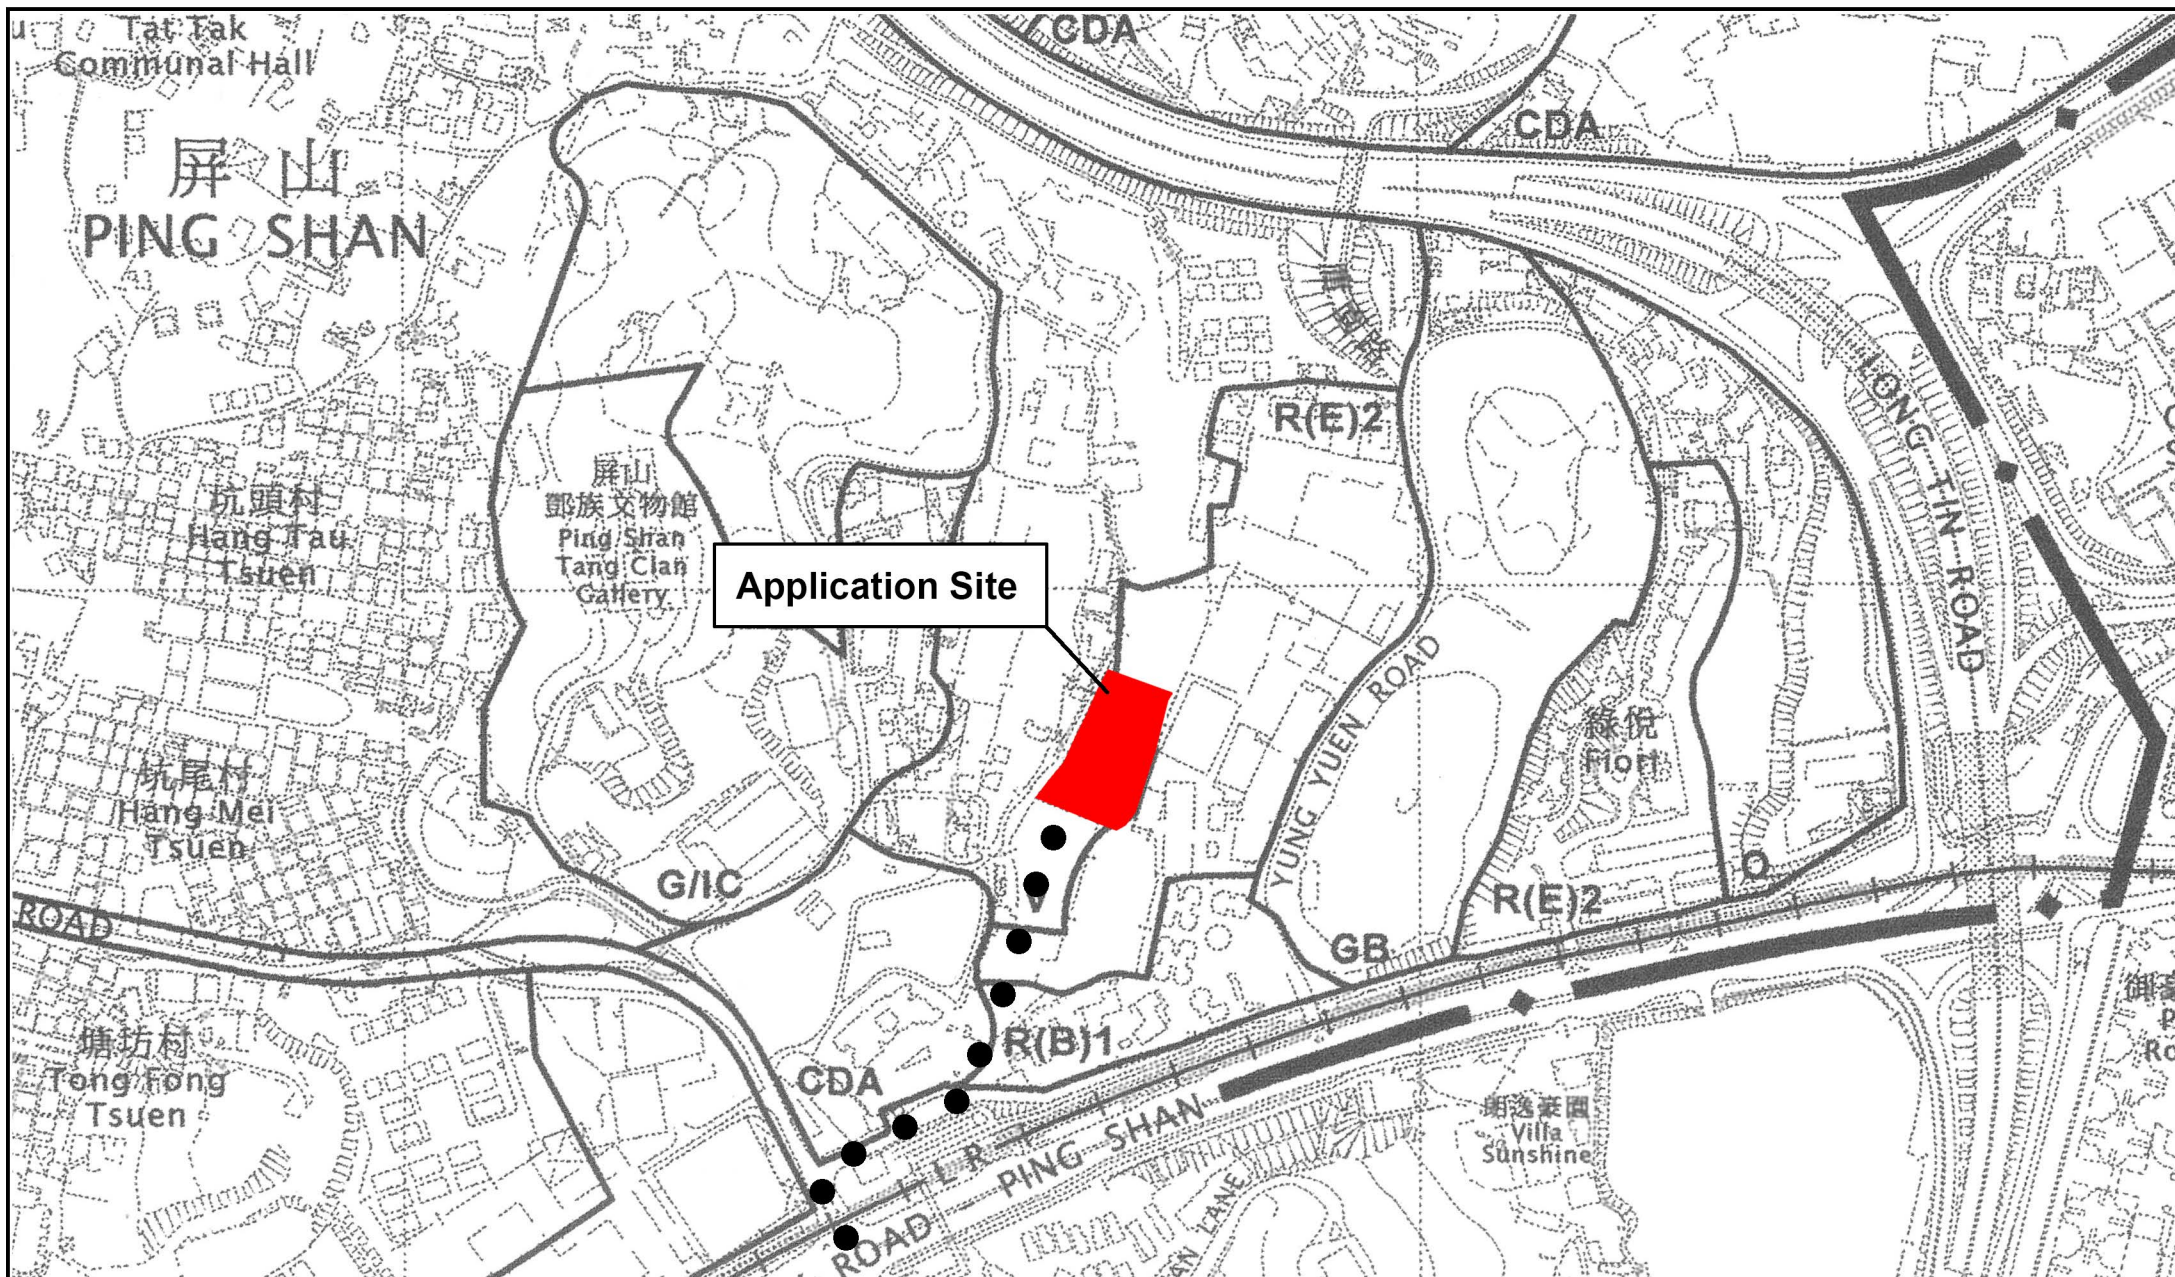 Tat Tak
Communal Hall
CDA
CDA
屏山
PING SHAN
R(E)2
LONG TIN ROAD
坑頭村
Hang Tau
Tsuen
屏山
鄧族文物館
Ping Shan
Tang Clan
Gallery
Application Site
YUNG YUEN ROAD
綠悅
Fiori
坑尾村
Hang Mei
Tsuen
G/IC
V
O
R(E)2
ROAD
GB
塘坊村
Tong Fong
Tsuen
R(B)1
CDA
朗逸豪園
Villa
Sunshine
L R
PING SHAN
ROAD
LANE